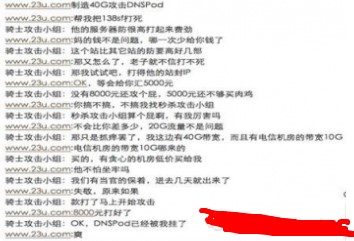 www.23u.com:制造40G攻击DNSPod
www.23u.com:帮我把138sf打死
骑士攻击小组：他的服务器防很高打起来费劲
www.23u.com:妈的钱不是问题，哪一次少给你钱了
骑士攻击小组：这个站比其它站的防要高好几部
www.23u.com:那又怎么了，老子就不信打不死
骑士攻击小组：那我试试吧，打得他的站封IP
www.23u.com:OK，等会给你汇5000元
骑士攻击小组：没有8000元还攻个屁，5000元还不够买肉鸡
www.23u.com:你搞不搞，不搞我找秒杀攻击小组
骑士攻击小组：秒杀攻击小组算个屁啊，有我厉害吗
www.23u.com:不会比你差多少，20G流量不是问题
骑士攻击小组：那只是抓痒罢了，我这边有40G带宽，而且有电信机房的带宽10G
www.23u.com:电信机房的带宽10G哪来的
骑士攻击小组：买的，有贪心的机房低价买给我
www.23u.com:他不怕坐牢吗
骑士攻击小组：我们有当官的保着，进去几天就出来了
www.23u.com:失敬，原来如果
骑士攻击小组：款打了马上开始攻击
www.23u.com:8000元打好了
骑士攻击小组：OK，DNSPod已经被我挂了
www.23u.com:爽